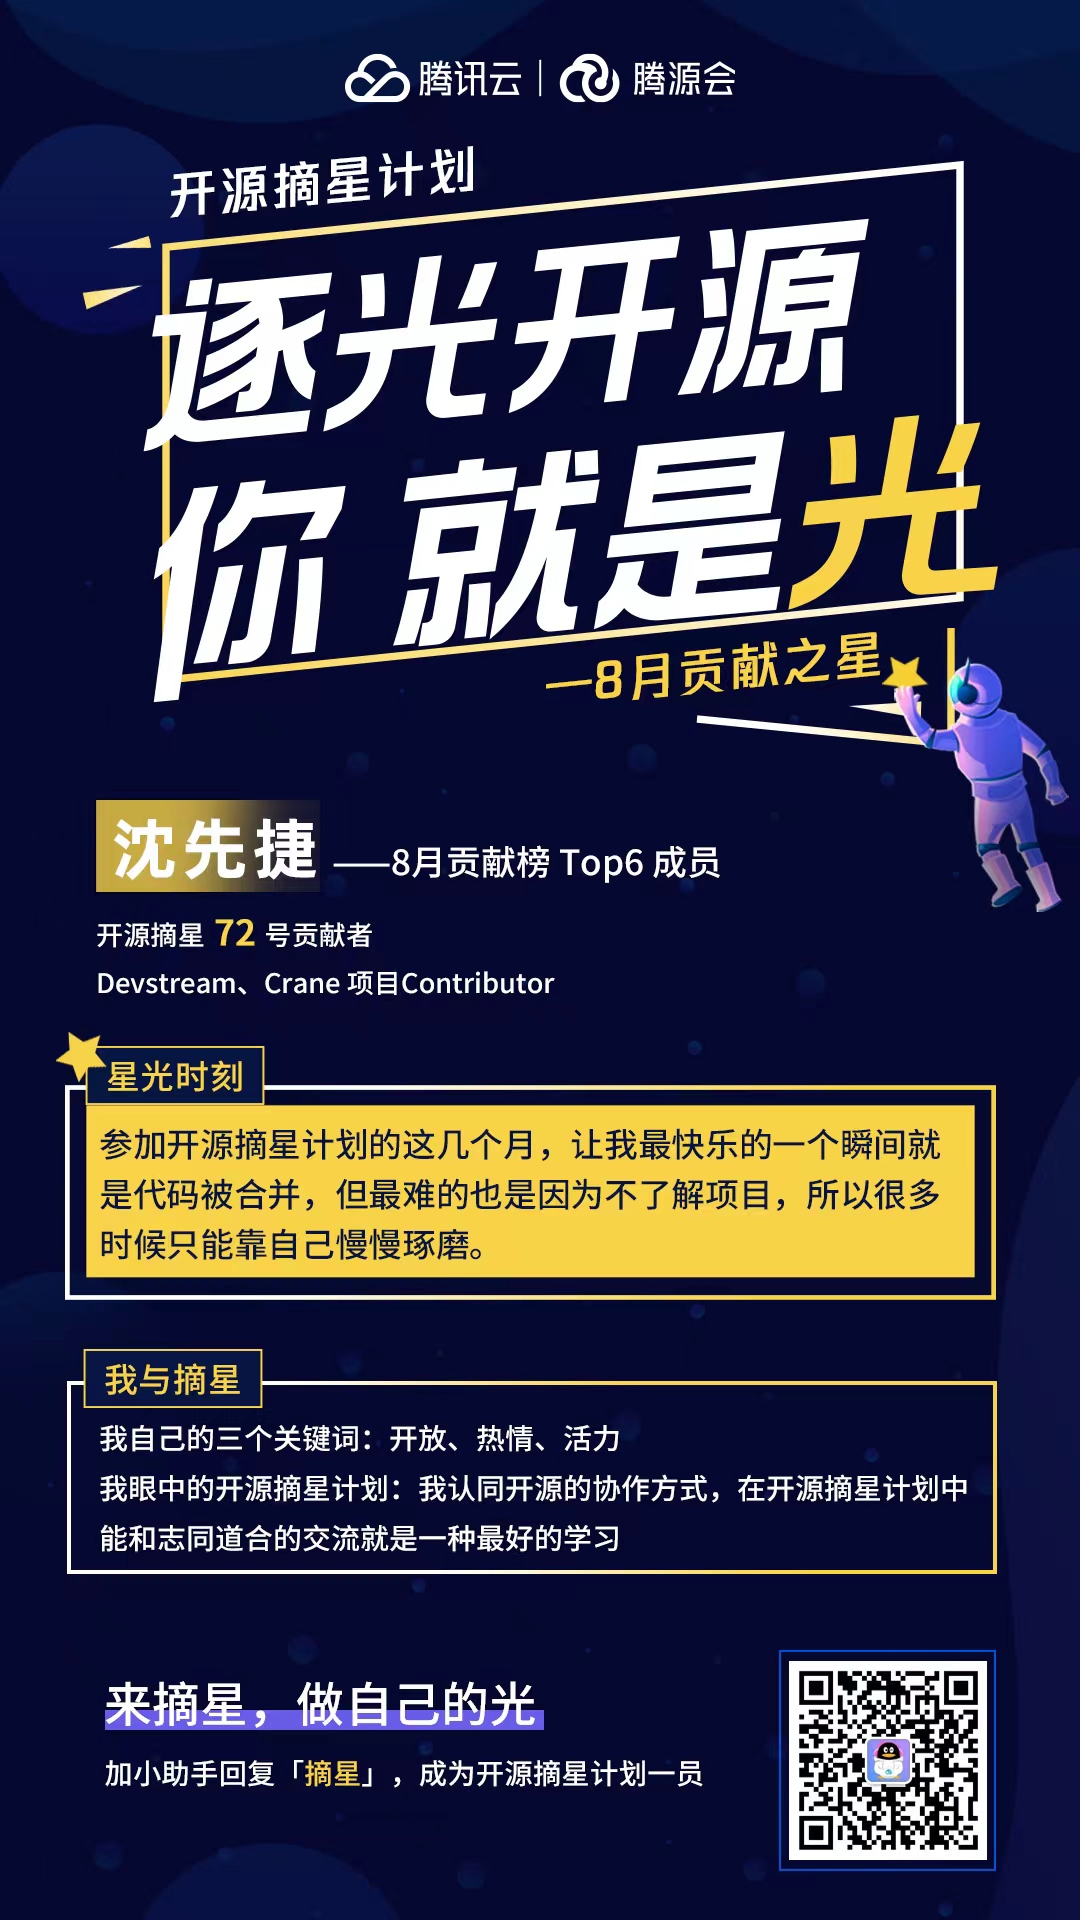 腾讯云 | 腾源会
开源摘星计划
逐光开源
你 就是光
—8月贡献之星
沈先捷 ——8月贡献榜 Top6 成员
开源摘星 72 号贡献者
Devstream、Crane 项目Contributor
星光时刻
参加开源摘星计划的这几个月，让我最快乐的一个瞬间就
是代码被合并，但最难的也是因为不了解项目，所以很多
时候只能靠自己慢慢琢磨。
我与摘星
我自己的三个关键词：开放、热情、活力
我眼中的开源摘星计划：我认同开源的协作方式，在开源摘星计划中
能和志同道合的交流就是一种最好的学习
来摘星，做自己的光
加小助手回复「摘星」，成为开源摘星计划一员